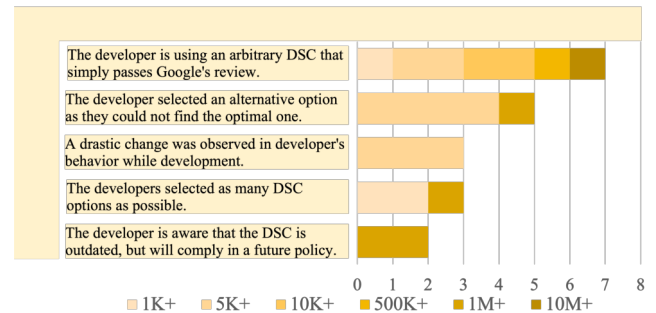 The developer is using an arbitrary DSC that
simply passes Google's review.
The developer selected an alternative option
as they could not find the optimal one.
A drastic change was observed in developer's
behavior while development.
The developers selected as many DSC
options as possible.
The developer is aware that the DSC is
outdated, but will comply in a future policy.
0 1 2 3 4 5 6 7 8
1K+ 5K+ 10K+ 500K+ 1M+ 10M+